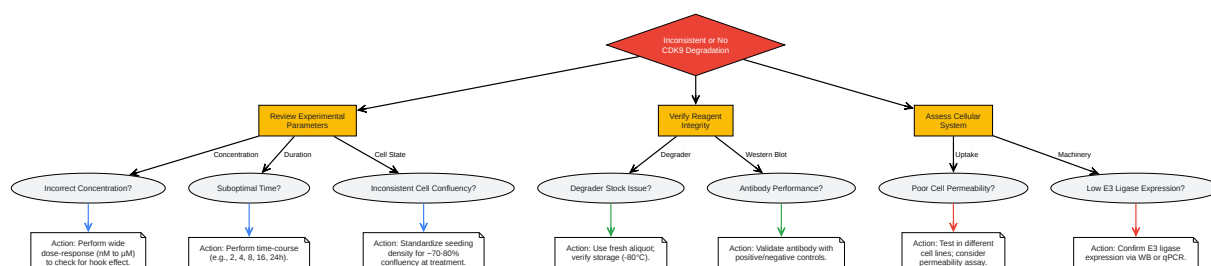 Inconsistent or No
CDK9 Degradation
Review Experimental
Parameters
Verify Reagent
Integrity
Assess Cellular
System
Concentration
Duration
Cell State
Degrader
Western Blot
Uptake
Machinery
Incorrect Concentration?
Suboptimal Time?
Inconsistent Cell Confluency?
Degrader Stock Issue?
Antibody Performance?
Poor Cell Permeability?
Low E3 Ligase Expression?
Action: Perform wide
dose-response (nM to µM)
to check for hook effect.
Action: Perform time-course
(e.g., 2, 4, 8, 16, 24h).
Action: Standardize seeding
density for ~70-80%
confluency at treatment.
Action: Use fresh aliquot;
verify storage (-80°C).
Action: Validate antibody with
positive/negative controls.
Action: Test in different
cell lines; consider
permeability assay.
Action: Confirm E3 ligase
expression via WB or qPCR.